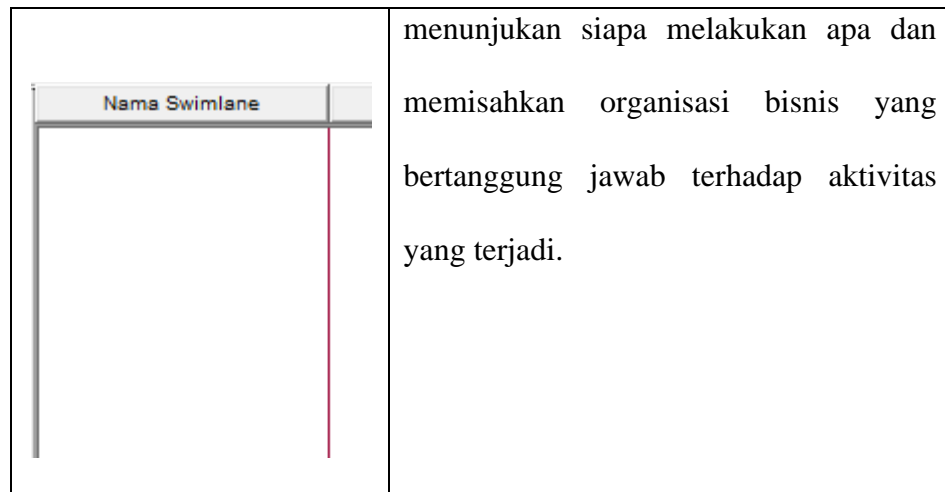 menunjukan siapa melakukan apa dan
Nama Swimlane
memisahkan organisasi bisnis yang
bertanggung jawab terhadap aktivitas
yang terjadi.